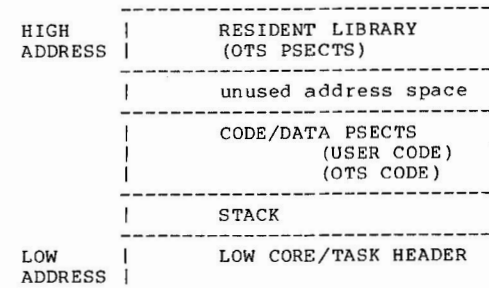 HIGH ADDRESS
RESIDENT LIBRARY
(OTS PSECTS)
unused address space
CODE/DATA PSECTS
(USER CODE)
(OTS CODE)
STACK
LOW ADDRESS
LOW CORE/TASK HEADER